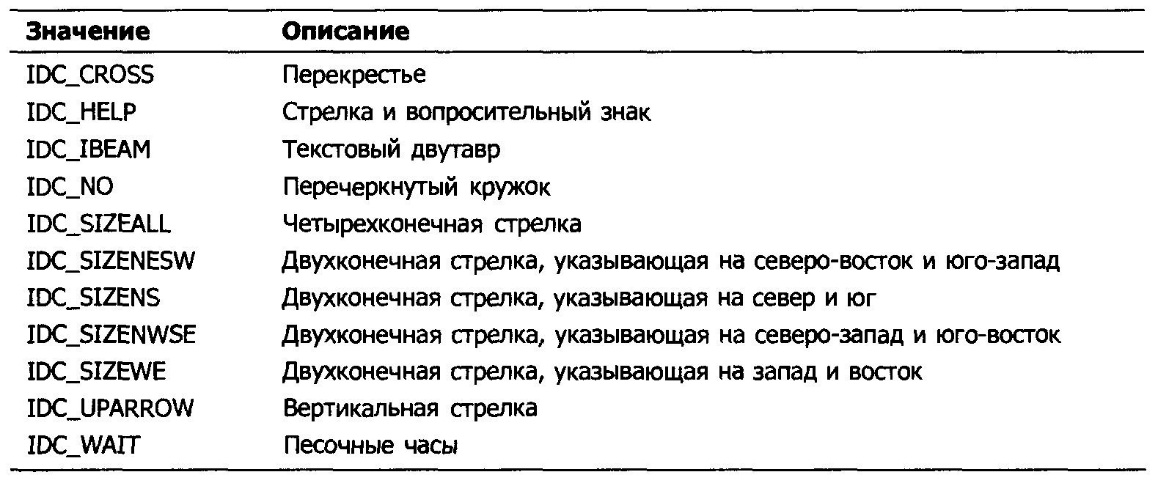 Значение Описание
IDC_CROSS Перекрестье
IDC_HELP Стрелка и вопросительный знак
IDC_IBEAM Текстовый двутавр
IDC_NO Перечеркнутый кружок
IDC_SIZEALL Четырехконечная стрелка
IDC_SIZENESW Двухконечная стрелка, указывающая на северо-восток и юго-запад
IDC_SIZENS Двухконечная стрелка, указывающая на север и юг
IDC_SIZENWSE Двухконечная стрелка, указывающая на северо-запад и юго-восток
IDC_SIZEWE Двухконечная стрелка, указывающая на запад и восток
IDC_UPARROW Вертикальная стрелка
IDC_WAIT Песочные часы